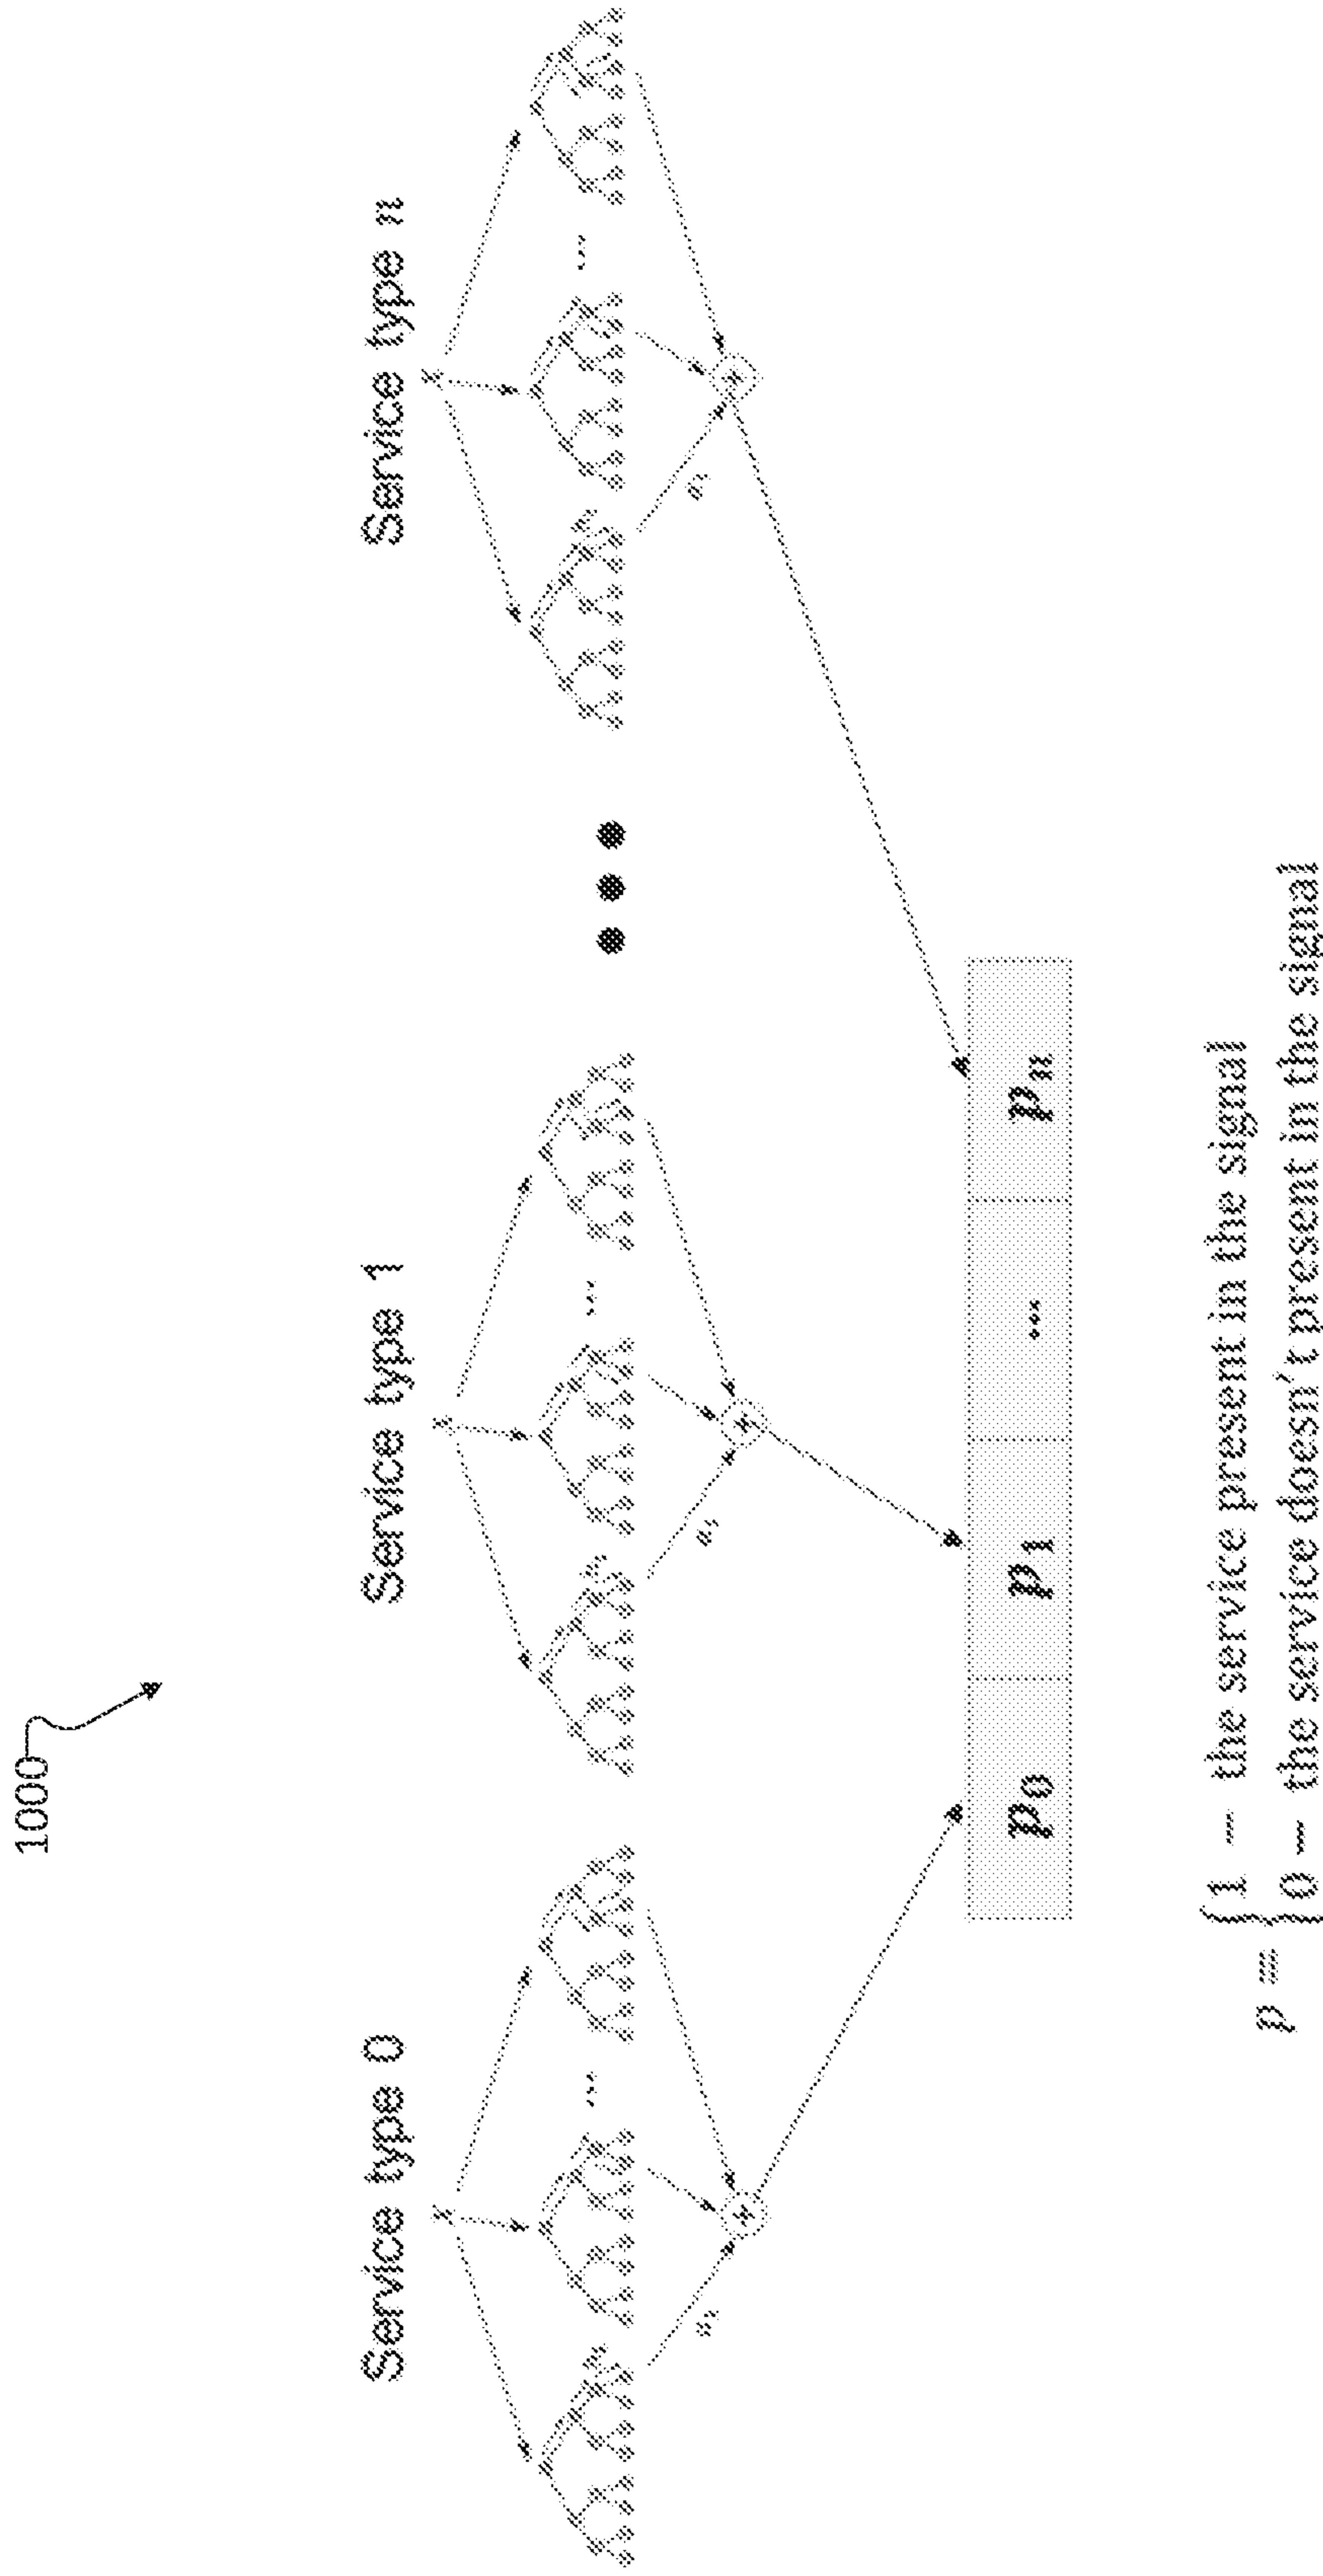 1000
Service type 0
Service type 1
Service type n
x
x
x
...
...
...
p0
p1
...
pn
p = {1 — the service present in the signal
0 — the service doesn't present in the signal